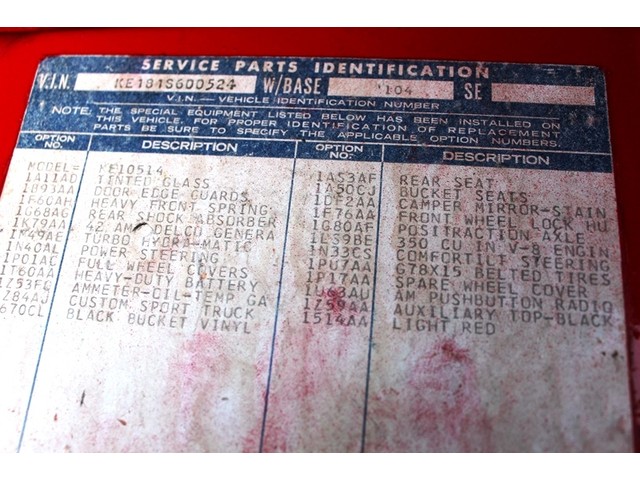 SERVICE PARTS IDENTIFICATION
V.I.N. KE181S600524 W/BASE 104 SE
V.I.N. — VEHICLE IDENTIFICATION NUMBER
NOTE: THE SPECIAL EQUIPMENT LISTED BELOW HAS BEEN INSTALLED ON
THIS VEHICLE. FOR PROPER IDENTIFICATION OF REPLACEMENT
PARTS BE SURE TO SPECIFY THE APPLICABLE OPTION NUMBERS.
OPTION NO. DESCRIPTION OPTION NO. DESCRIPTION
MODEL= KE10514
1A11AD TINTED GLASS 1AS3AF REAR SEAT
1B93AA DOOR EDGE GUARDS 1A50CJ BUCKET SEATS
1F60AH HEAVY FRONT SPRING 1DF2AA CAMPER MIRROR-STAIN
1G68AG REAR SHOCK ABSORBER 1F76AA FRONT WHEEL LOCK HU
1K79AA 42 AMP DELCO GENERA 1G80AF POSITRACTION AXLE
TURBO HYDRA-MATIC 1LS9BE 350 CU IN V-8 ENGIN
1N40AL POWER STEERING 1N33CS COMFORTILT STEERING
1P01AC FULL WHEEL COVERS 1PU7AA G78X15 BELTED TIRES
1T60AA HEAVY-DUTY BATTERY 1P17AA SPARE WHEEL COVER
1Z53FC AMMETER-OIL-TEMP GA 1U63AU AM PUSHBUTTON RADIO
Z84AJ CUSTOM SPORT TRUCK 1Z59AA AUXILIARY TOP-BLACK
670CL BLACK BUCKET VINYL 1514AA LIGHT RED